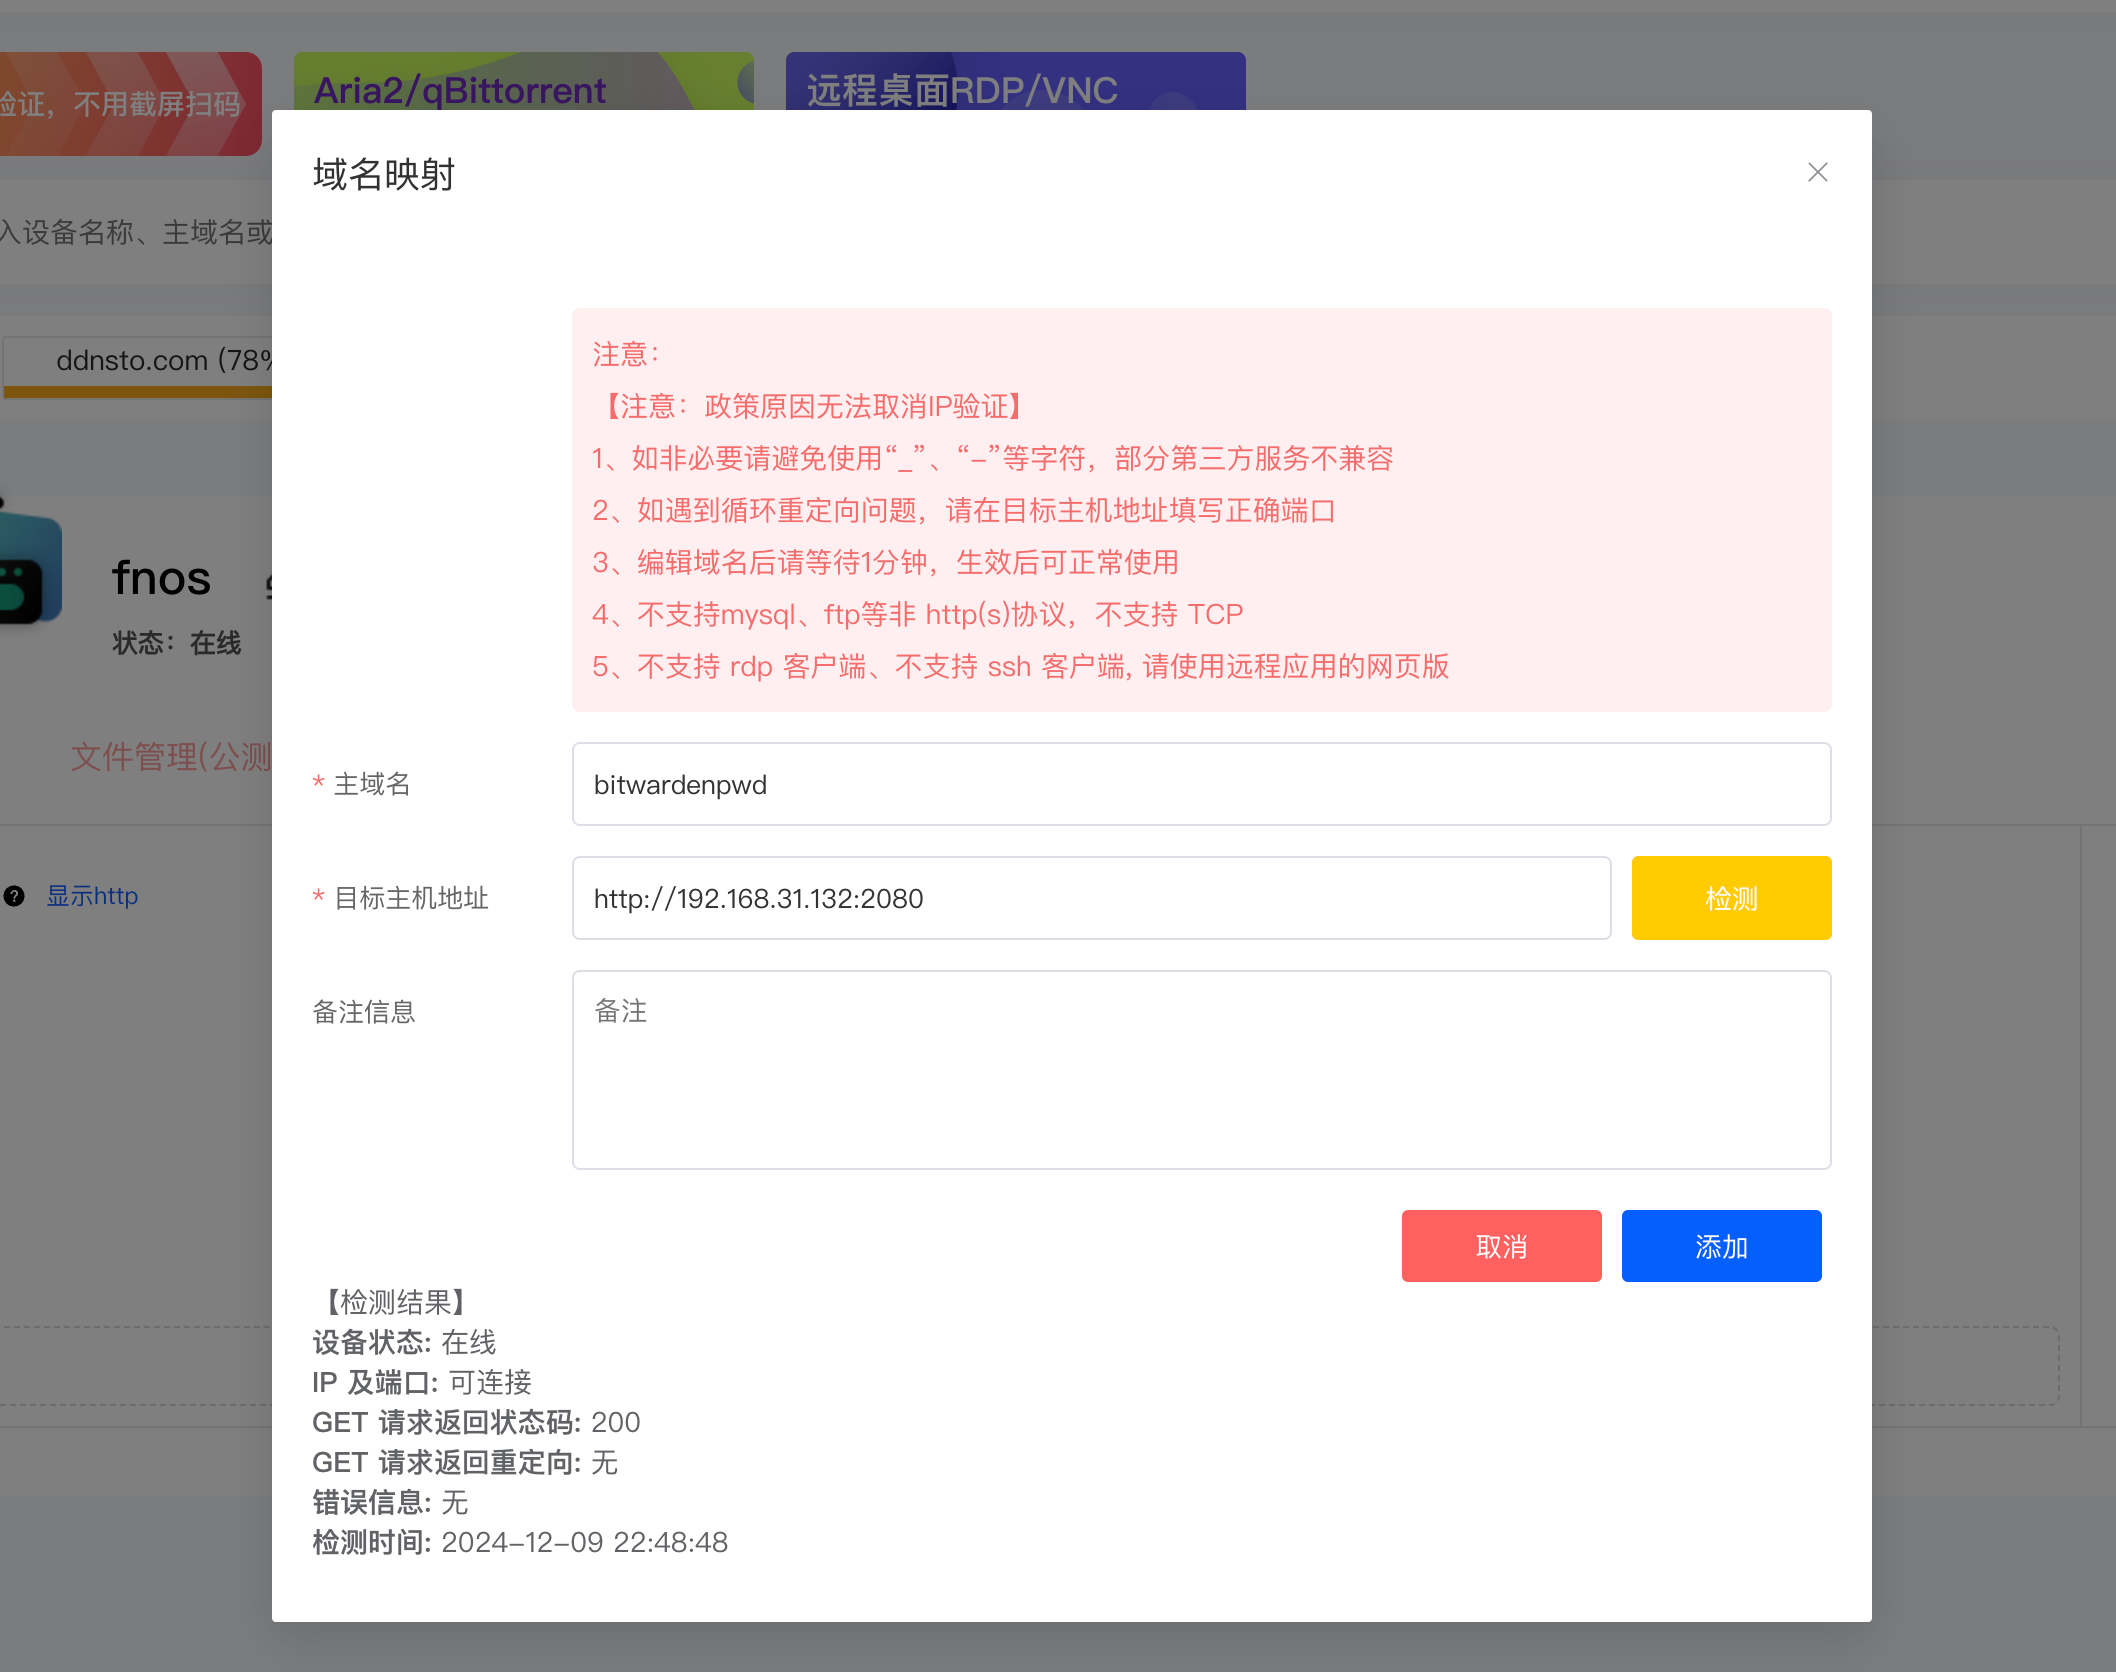 验证，不用截屏扫码
Aria2/qBittorrent
远程桌面RDP/VNC
域名映射
入设备名称、主域名或
ddnsto.com (78%
注意：
【注意：政策原因无法取消IP验证】
1、如非必要请避免使用“_”、“-”等字符，部分第三方服务不兼容
2、如遇到循环重定向问题，请在目标主机地址填写正确端口
3、编辑域名后请等待1分钟，生效后可正常使用
4、不支持mysql、ftp等非 http(s)协议，不支持 TCP
5、不支持 rdp 客户端、不支持 ssh 客户端, 请使用远程应用的网页版
fnos
状态：在线
文件管理(公测
* 主域名
bitwardenpwd
? 显示http
* 目标主机地址
http://192.168.31.132:2080
检测
备注信息
备注
取消
添加
【检测结果】
设备状态: 在线
IP 及端口: 可连接
GET 请求返回状态码: 200
GET 请求返回重定向: 无
错误信息: 无
检测时间: 2024-12-09 22:48:48